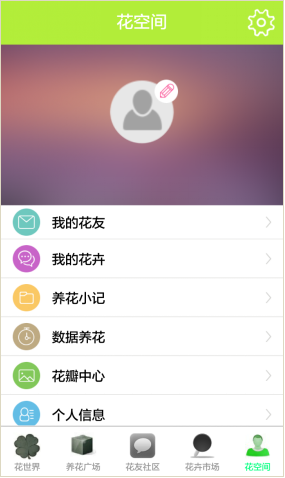 花空间
我的花友
我的花卉
养花小记
数据养花
花瓣中心
个人信息
花世界 养花广场 花友社区 花卉市场 花空间